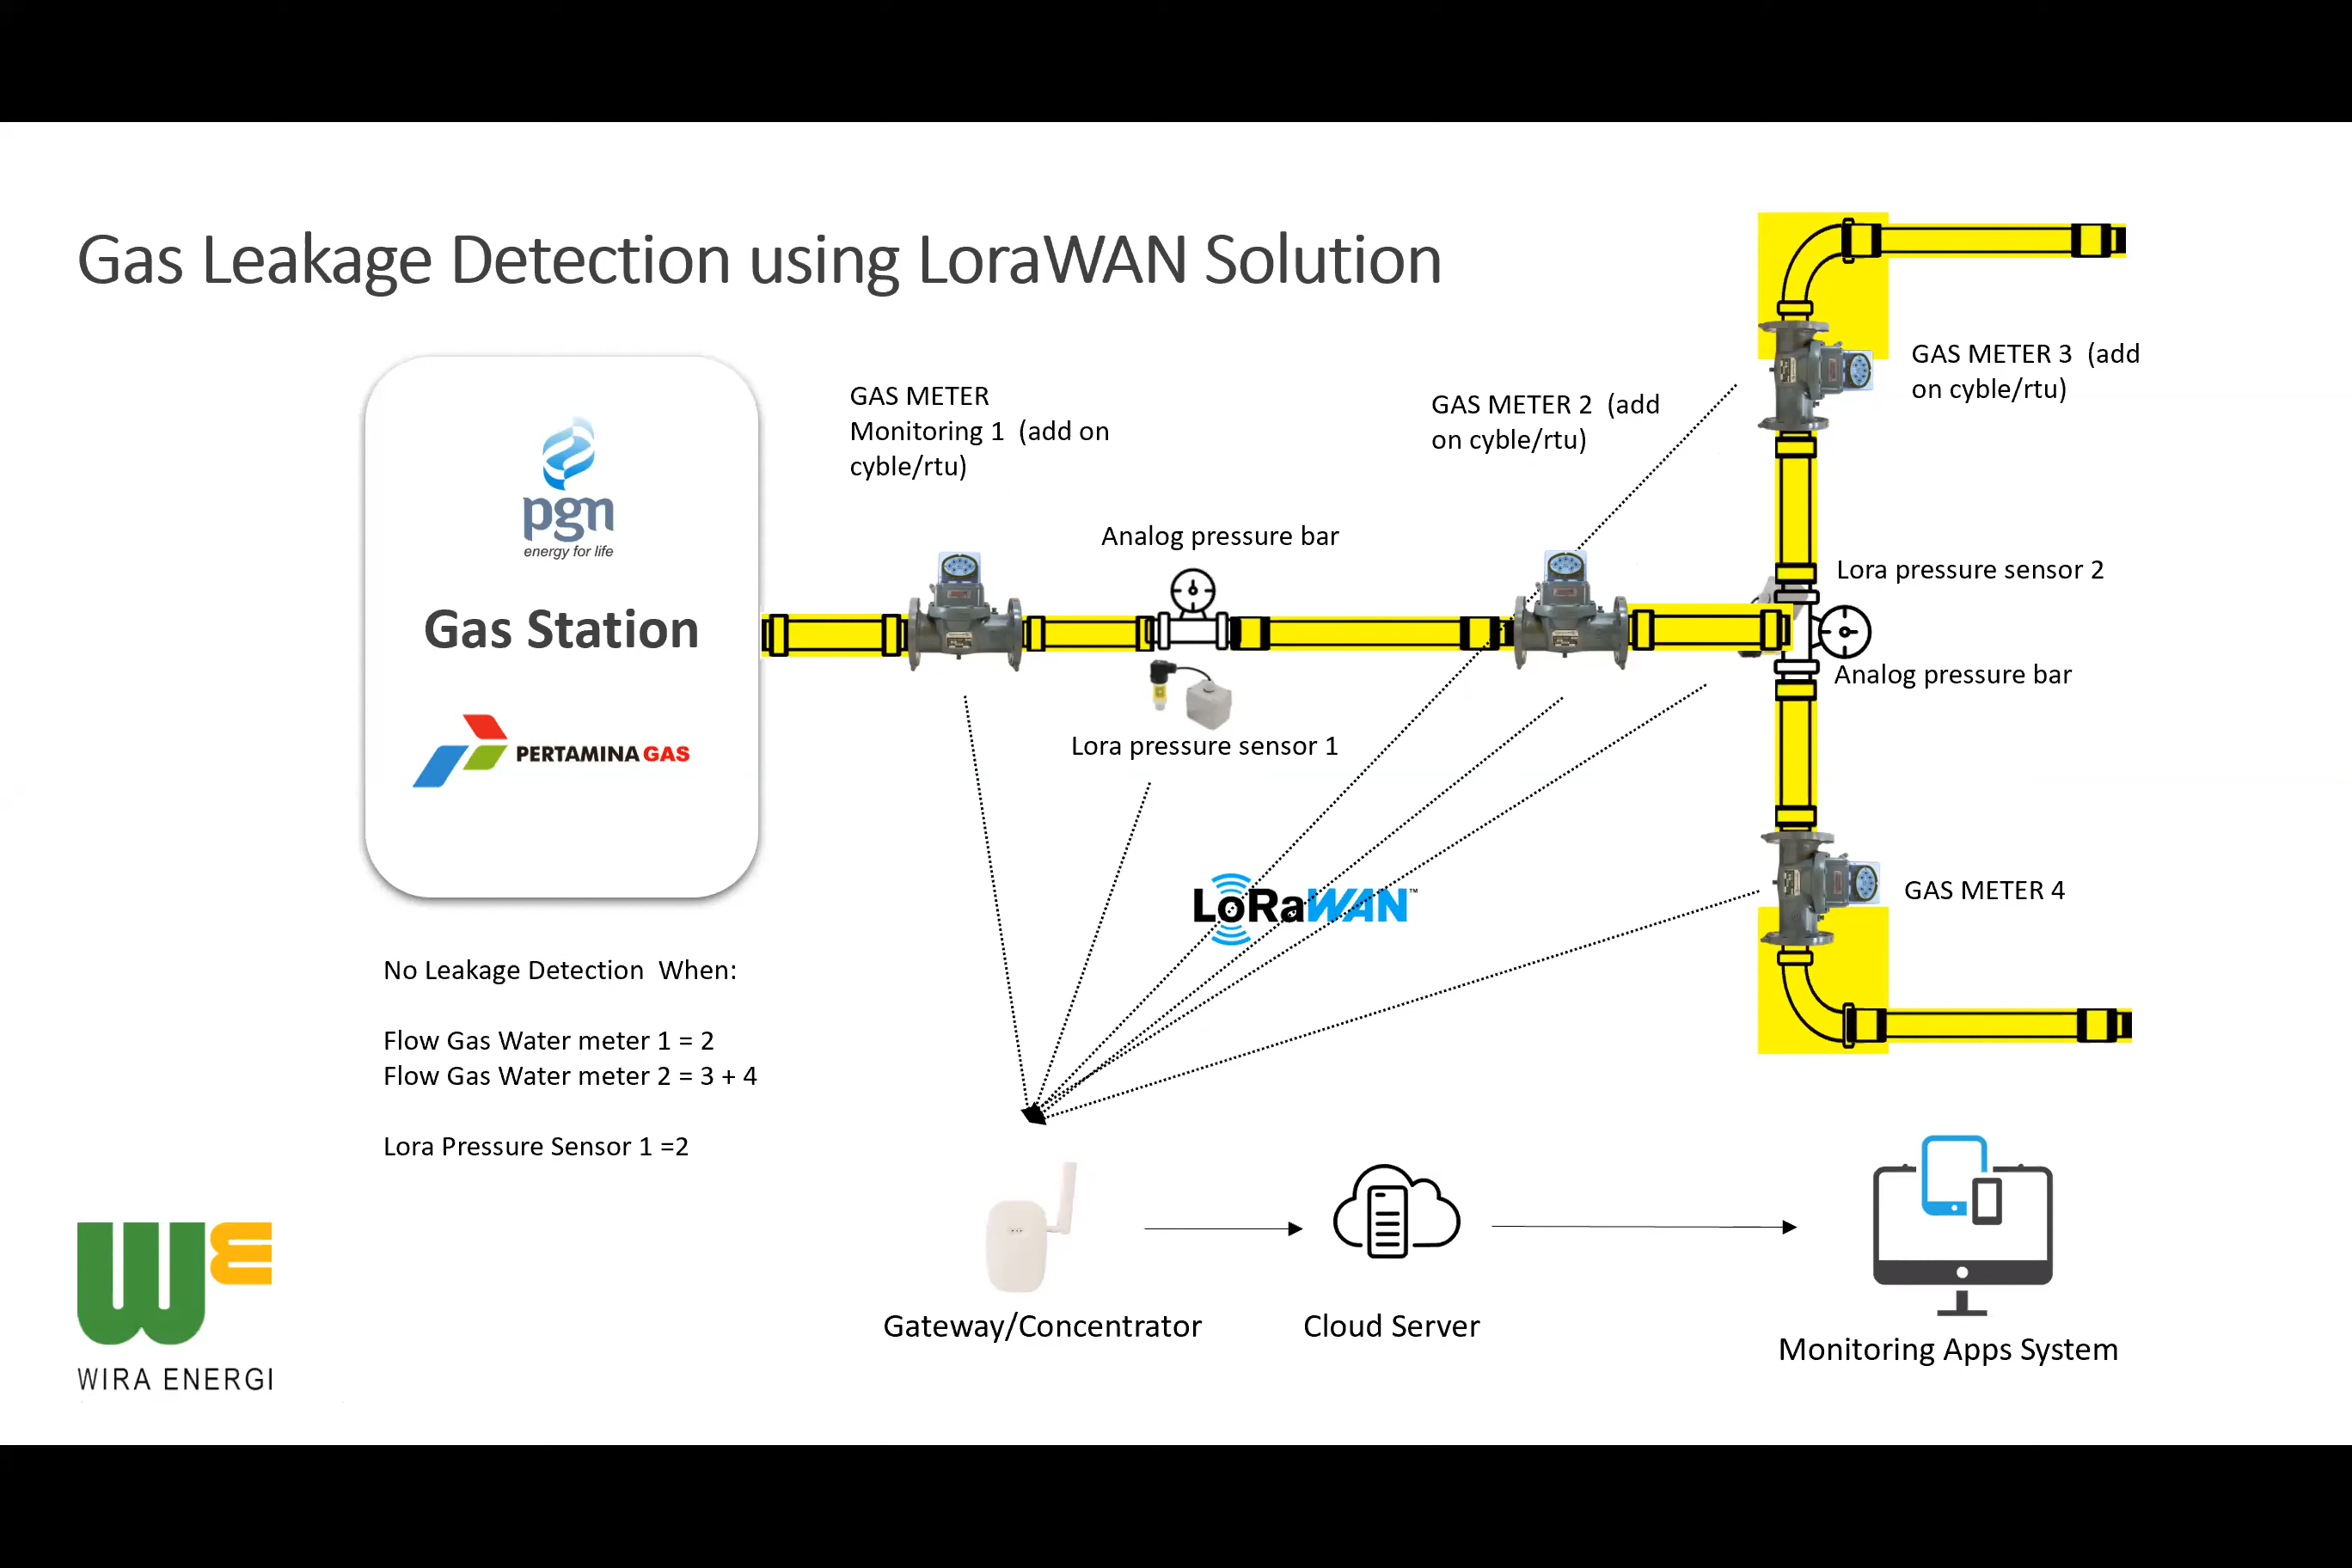 Gas Leakage Detection using LoraWAN Solution
pgn
energy for life
Gas Station
PERTAMINA GAS
GAS METER
Monitoring 1  (add on
cyble/rtu)
Analog pressure bar
Lora pressure sensor 1
GAS METER 2  (add
on cyble/rtu)
GAS METER 3  (add
on cyble/rtu)
Lora pressure sensor 2
Analog pressure bar
GAS METER 4
LoRaWAN™
No Leakage Detection  When:
Flow Gas Water meter 1 = 2
Flow Gas Water meter 2 = 3 + 4
Lora Pressure Sensor 1 =2
WE
WIRA ENERGI
Gateway/Concentrator
Cloud Server
Monitoring Apps System